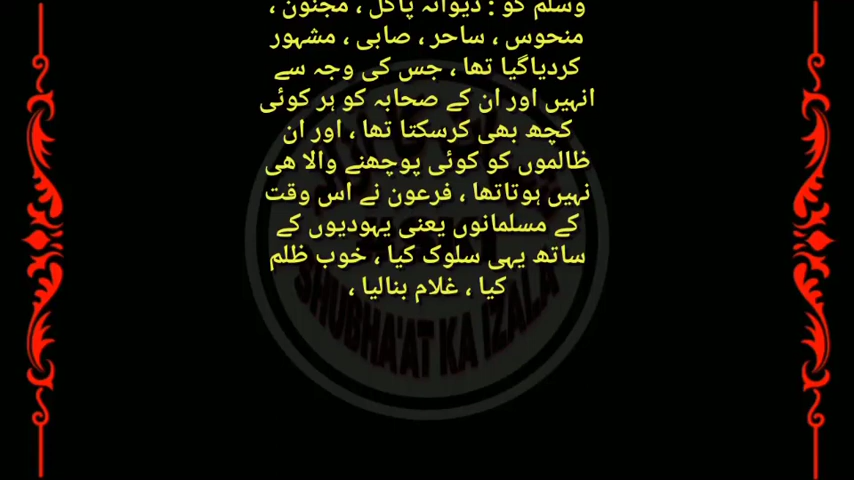 وسلم کو : دیوانہ پاگل ، مجنون ،
منحوس ، ساحر ، صابی ، مشہور
کردیاگیا تھا ، جس کی وجہ سے
انہیں اور ان کے صحابہ کو ہر کوئی
کچھ بھی کرسکتا تھا ، اور ان
ظالموں کو کوئی پوچھنے والا ھی
نہیں ہوتاتھا ، فرعون نے اس وقت
کے مسلمانوں یعنی یہودیوں کے
ساتھ یہی سلوک کیا ، خوب ظلم
کیا ، غلام بنالیا ،
SHUBHA'AT KA IZALA